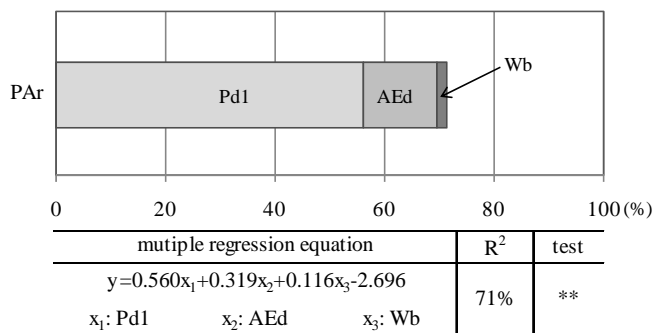 Wb
PAr Pd1 AEd
0 20 40 60 80 100 (%)
mutiple regression equation R² test
y=0.560x₁+0.319x₂+0.116x₃-2.696
71% **
x₁: Pd1 x₂: AEd x₃: Wb